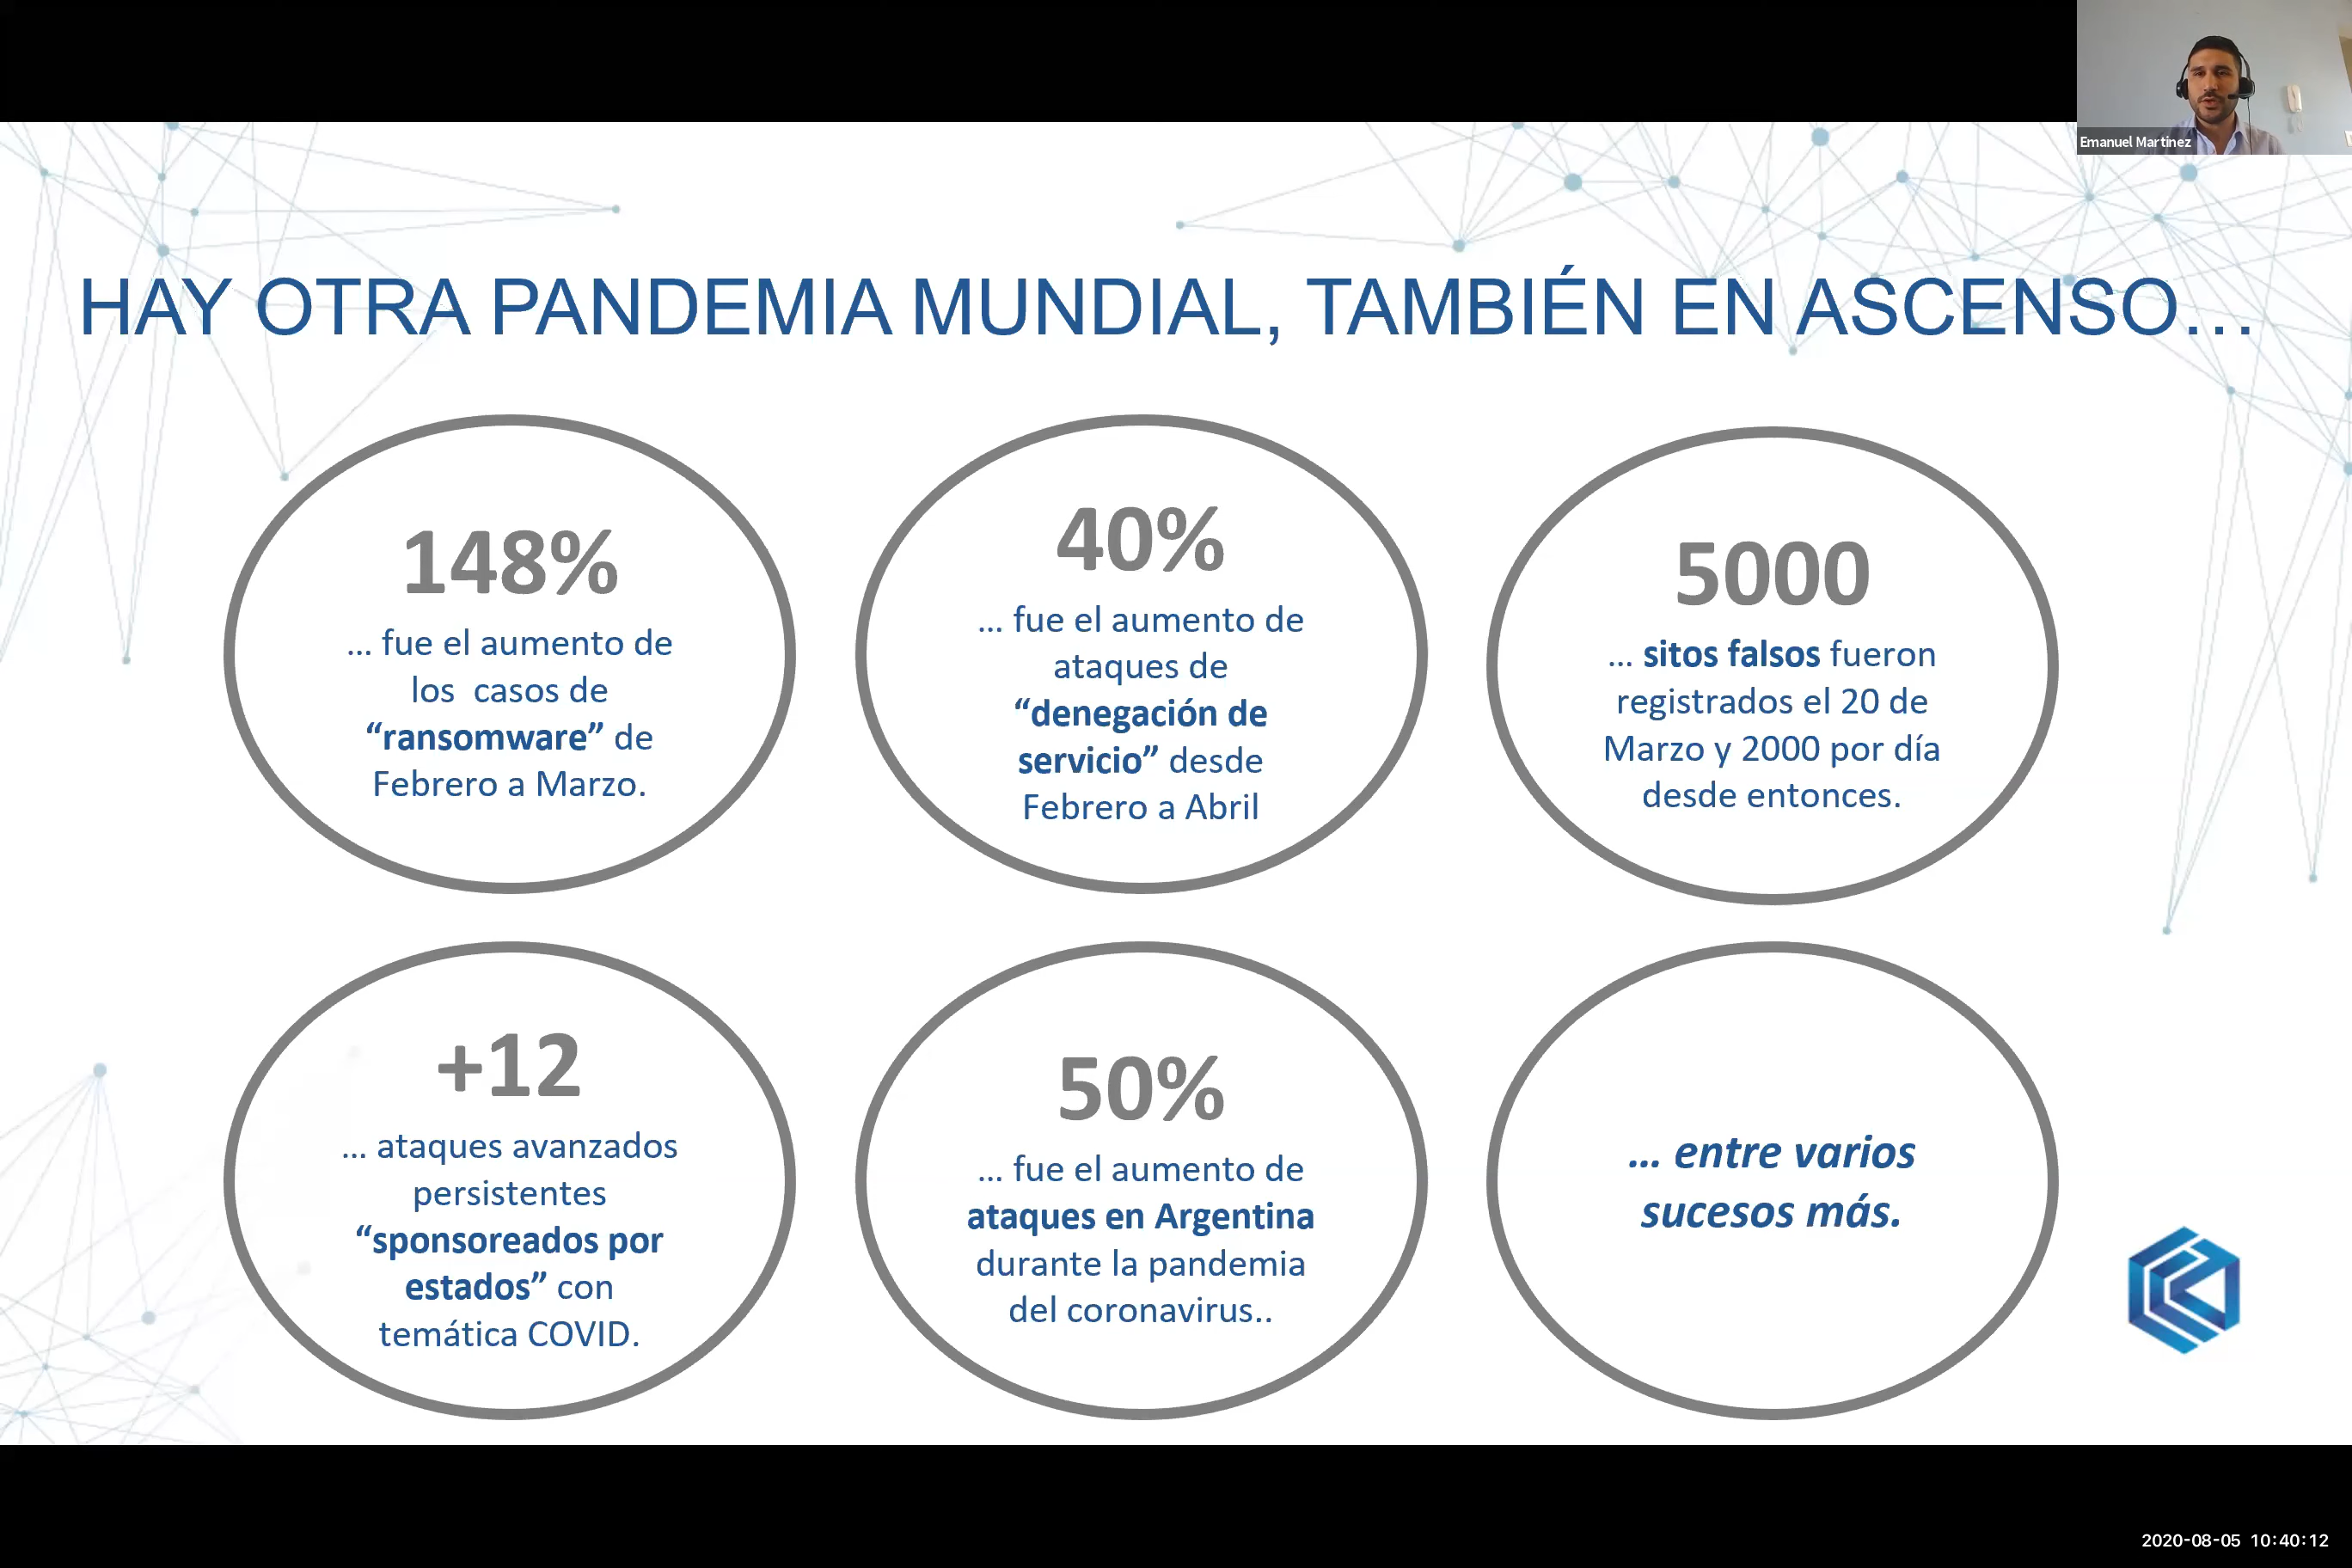 Emanuel Martinez
HAY OTRA PANDEMIA MUNDIAL, TAMBIÉN EN ASCENSO...
148%
... fue el aumento de
los casos de
“ransomware” de
Febrero a Marzo.
40%
... fue el aumento de
ataques de
“denegación de
servicio” desde
Febrero a Abril
5000
... sitos falsos fueron
registrados el 20 de
Marzo y 2000 por día
desde entonces.
+12
... ataques avanzados
persistentes
“sponsoreados por
estados” con
temática COVID.
50%
... fue el aumento de
ataques en Argentina
durante la pandemia
del coronavirus..
... entre varios
sucesos más.
2020-08-05 10:40:12